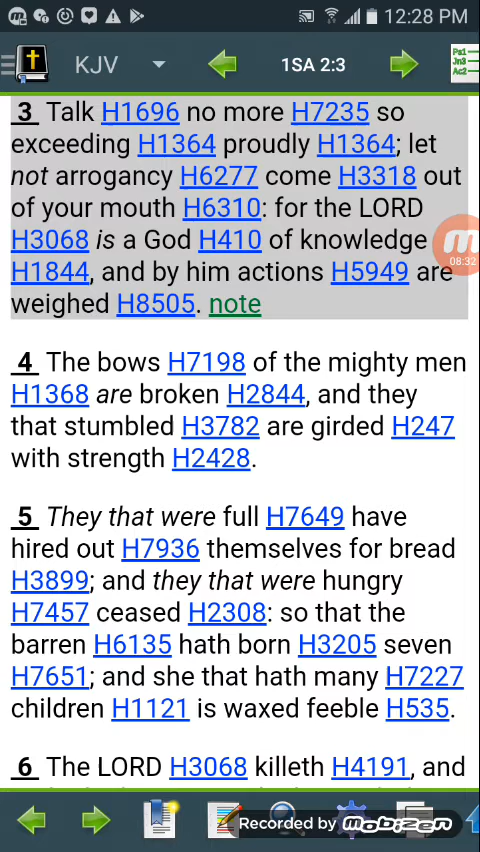 12:28 PM
KJV 1SA 2:3 Ps1
Jn3
Ac2
3 Talk H1696 no more H7235 so
exceeding H1364 proudly H1364; let
not arrogancy H6277 come H3318 out
of your mouth H6310: for the LORD
H3068 is a God H410 of knowledge
08:32
H1844, and by him actions H5949 are
weighed H8505. note
4 The bows H7198 of the mighty men
H1368 are broken H2844, and they
that stumbled H3782 are girded H247
with strength H2428.
5 They that were full H7649 have
hired out H7936 themselves for bread
H3899; and they that were hungry
H7457 ceased H2308: so that the
barren H6135 hath born H3205 seven
H7651; and she that hath many H7227
children H1121 is waxed feeble H535.
6 The LORD H3068 killeth H4191, and
Recorded by mobizen